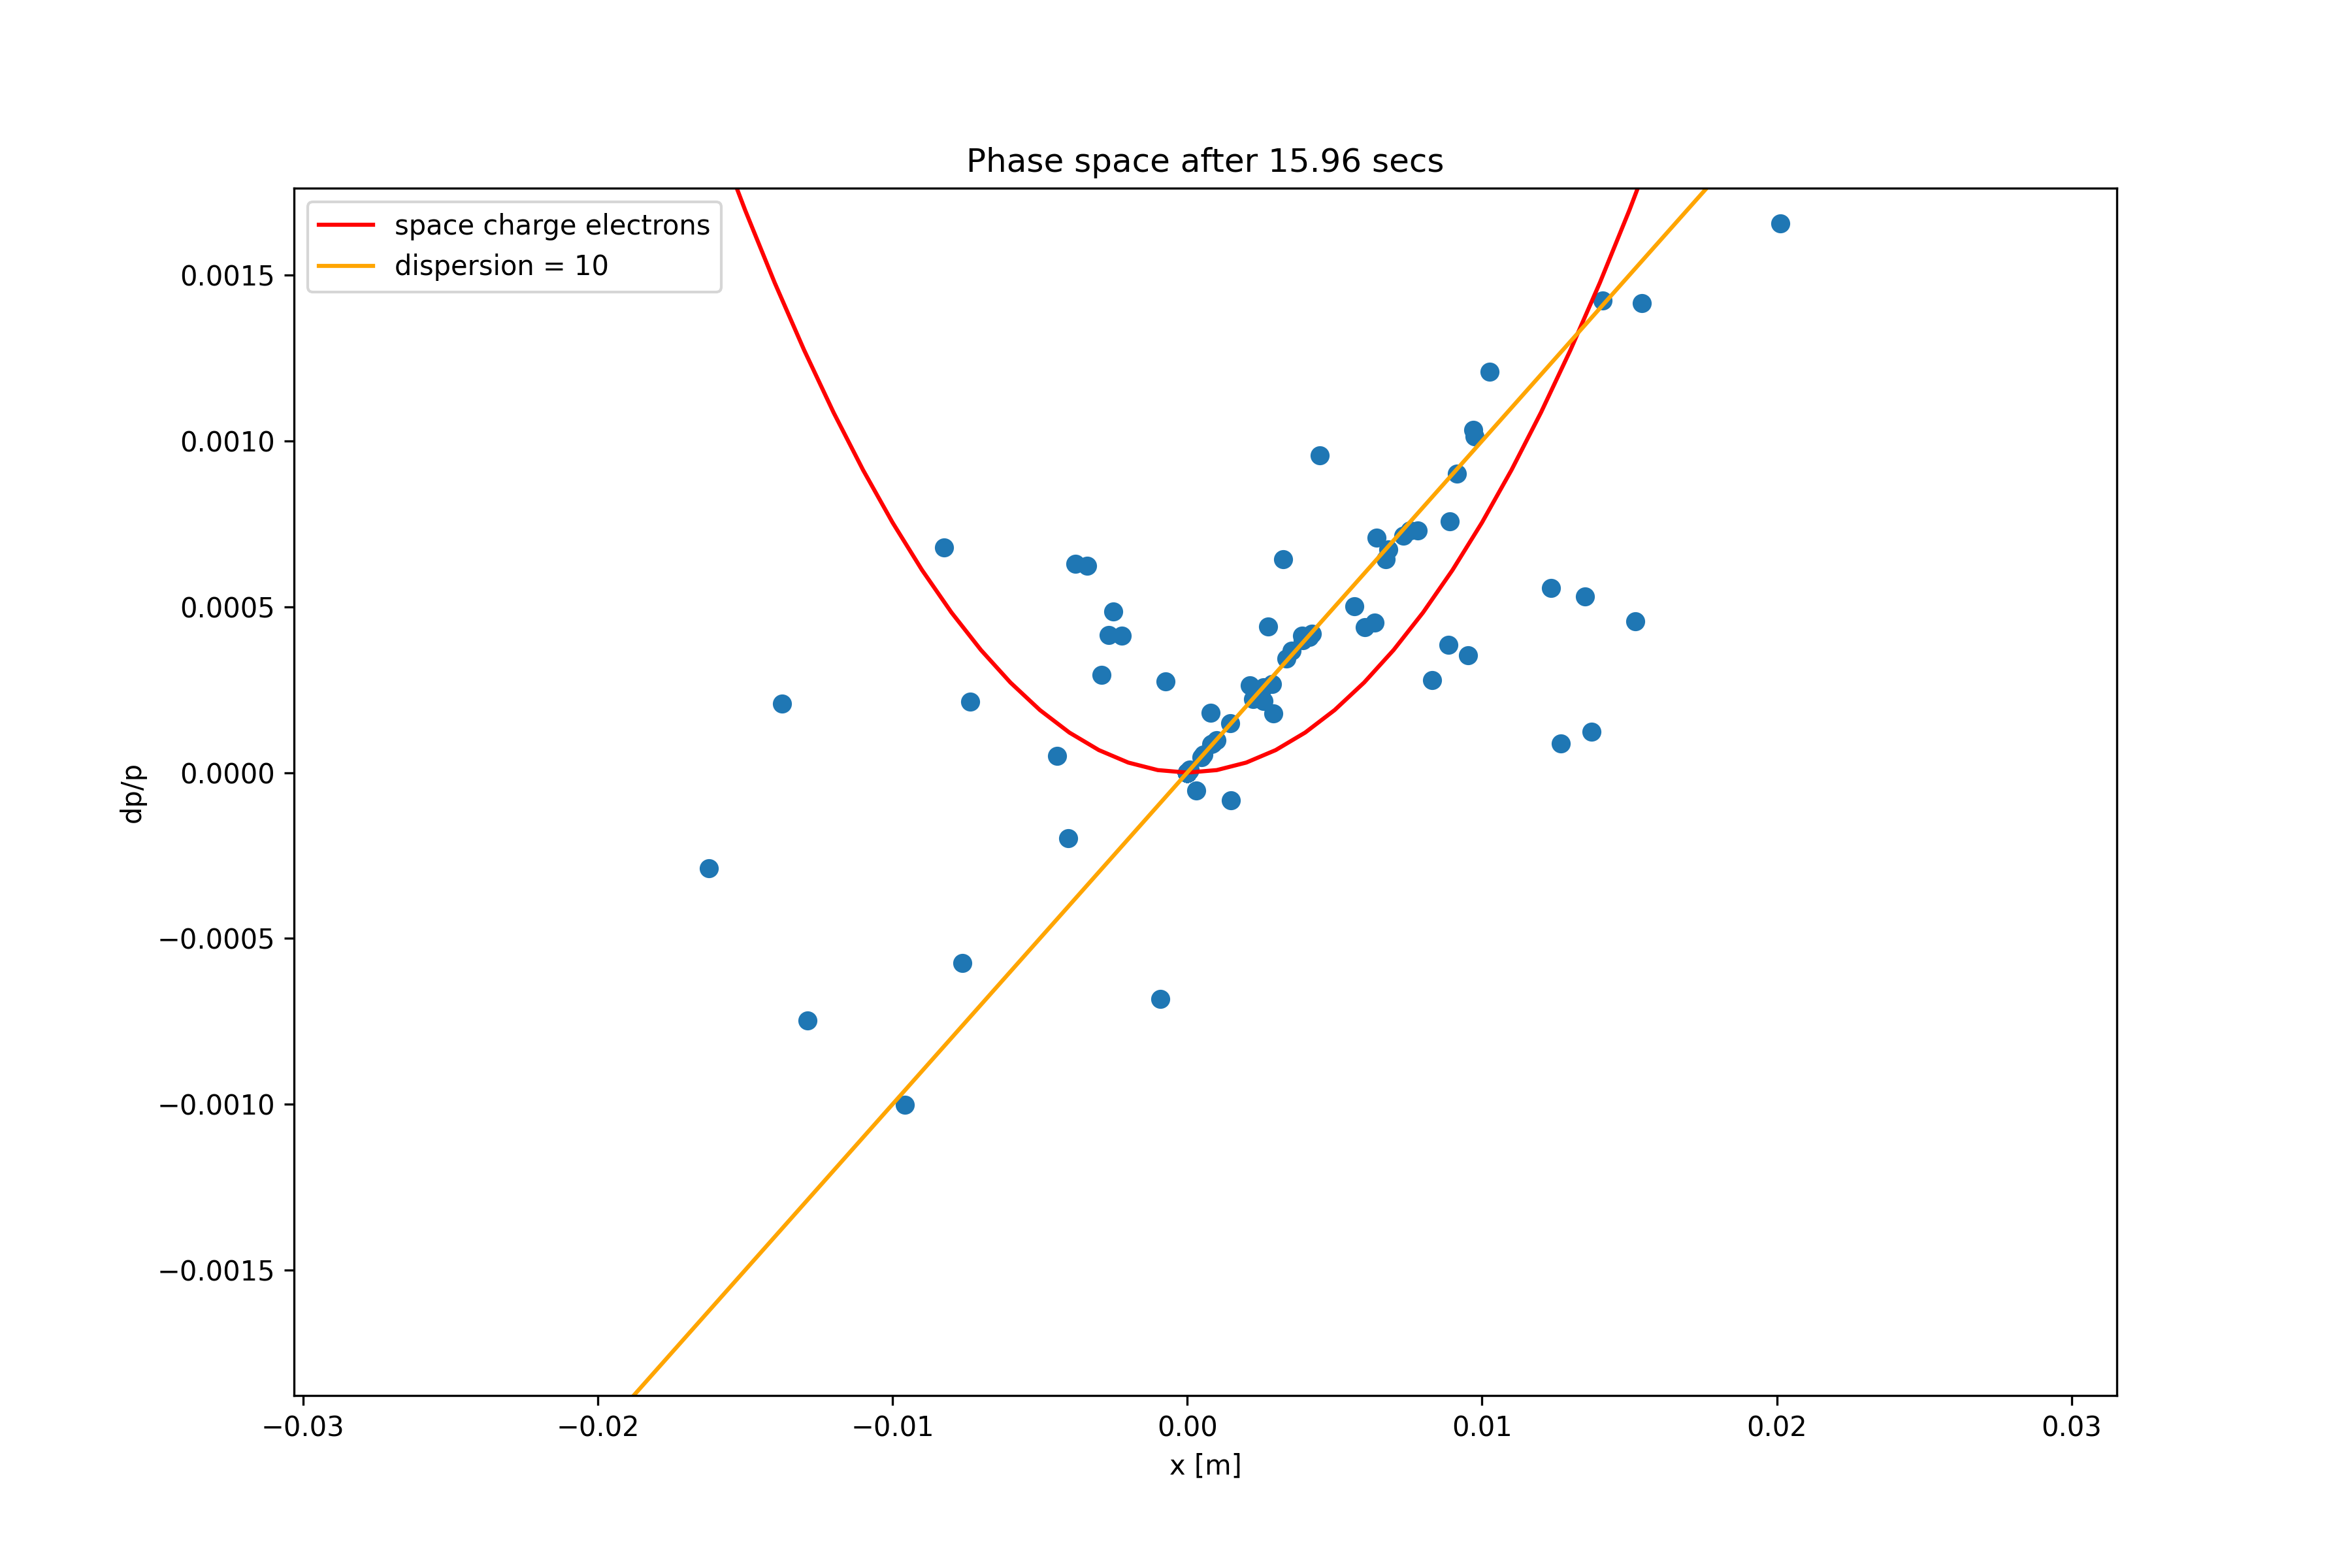 Phase space after 15.96 secs
space charge electrons
dispersion = 10
0.0015
0.0010
0.0005
0.0000
−0.0005
−0.0010
−0.0015
dp/p
−0.03
−0.02
−0.01
0.00
0.01
0.02
0.03
x [m]